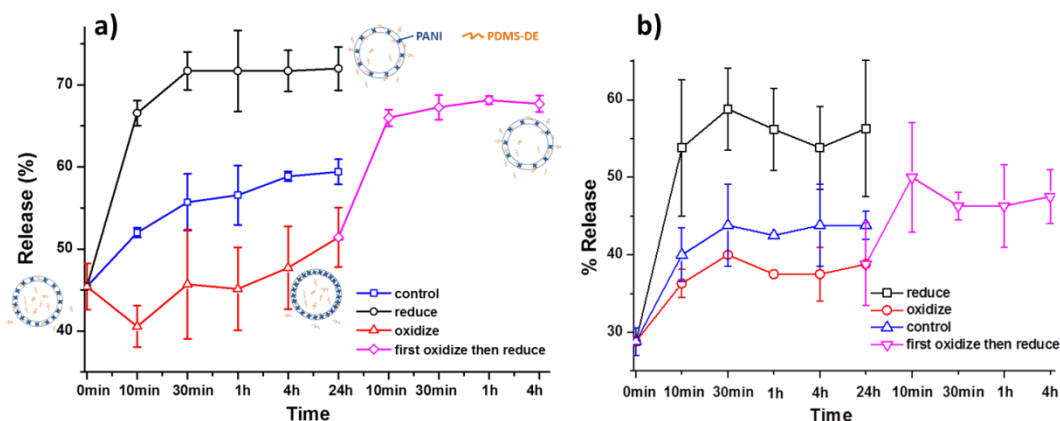 a)
PANI
PDMS-DE
Release (%)
70
60
50
40
control
reduce
oxidize
first oxidize then reduce
0min 10min 30min 1h 4h 24h 10min 30min 1h 4h
Time
b)
% Release
60
50
40
30
reduce
oxidize
control
first oxidize then reduce
0min 10min 30min 1h 4h 24h 10min 30min 1h 4h
Time